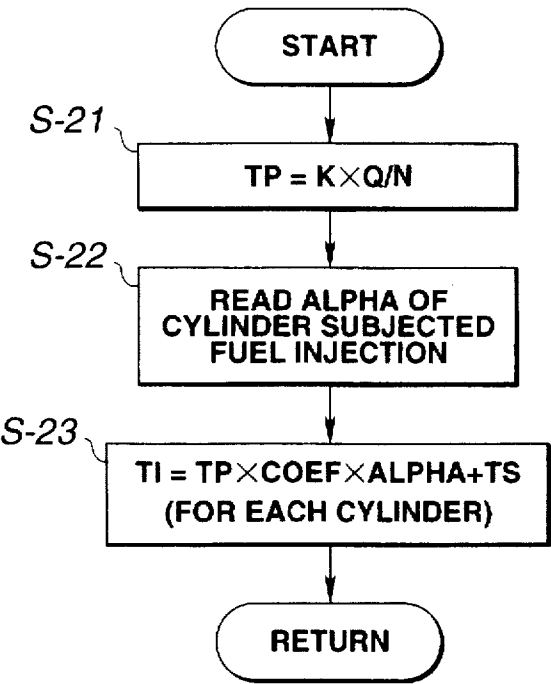 START
S-21
TP = K×Q/N
S-22
READ ALPHA OF
CYLINDER SUBJECTED
FUEL INJECTION
S-23
TI = TP×COEF×ALPHA+TS
(FOR EACH CYLINDER)
RETURN